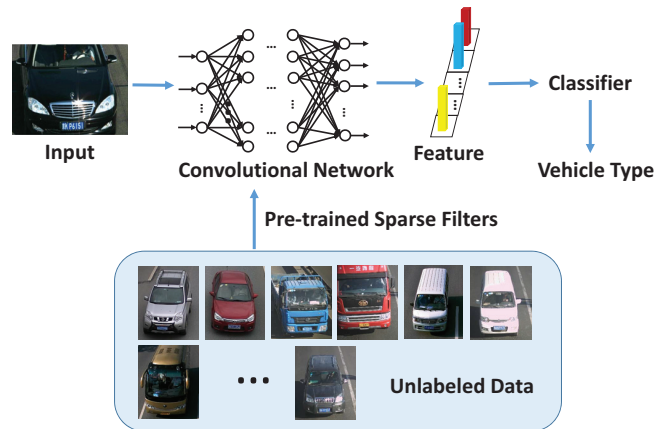 Input
Convolutional Network
Feature
Classifier
Vehicle Type
Pre-trained Sparse Filters
Unlabeled Data